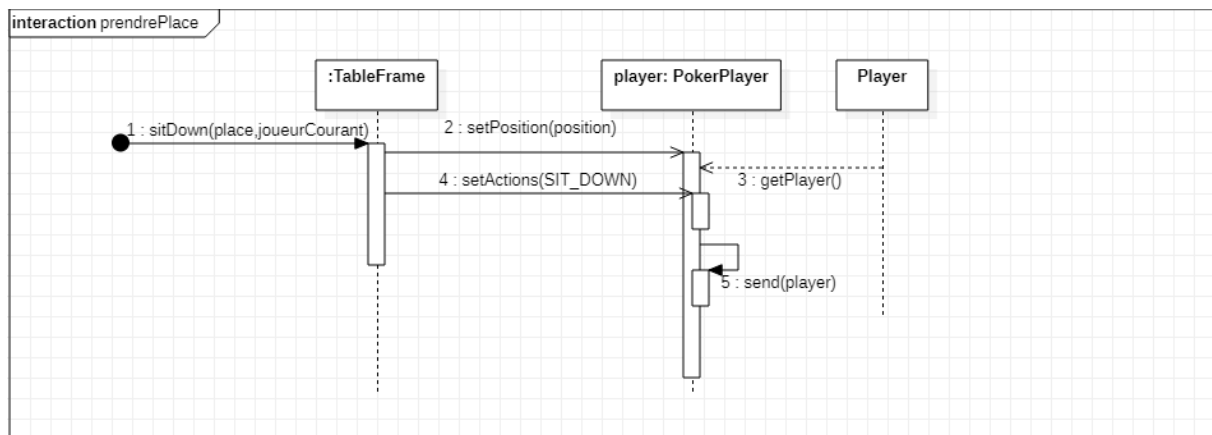 interaction prendrePlace
:TableFrame
player: PokerPlayer
Player
1 : sitDown(place,joueurCourant)
2 : setPosition(position)
3 : getPlayer()
4 : setActions(SIT_DOWN)
5 : send(player)